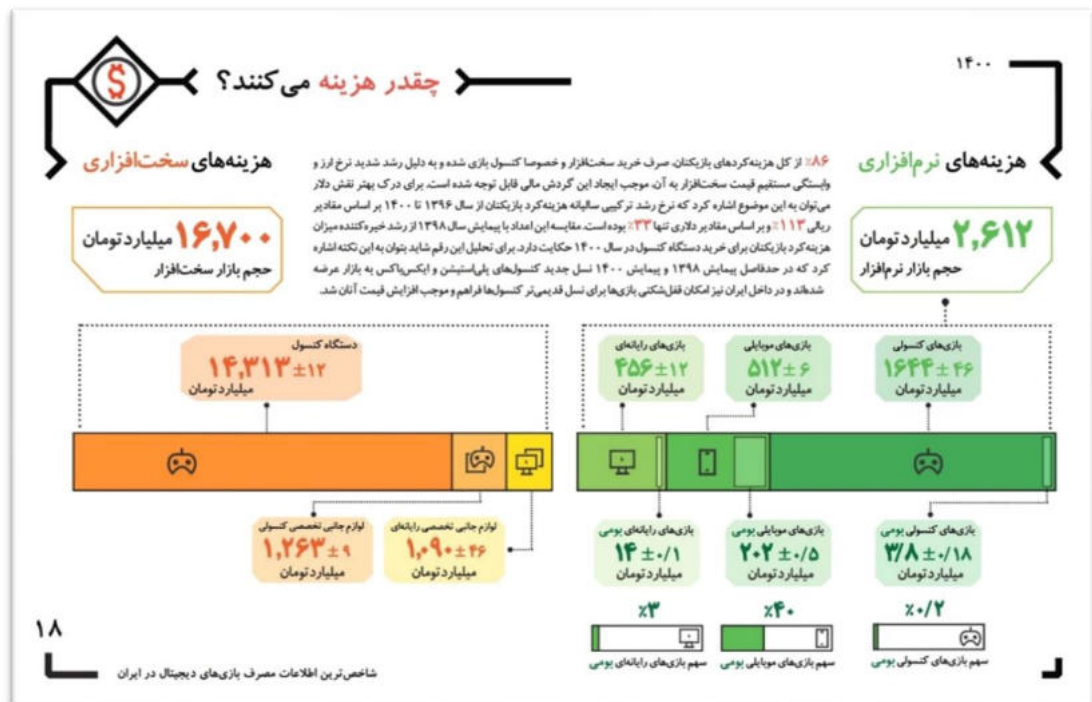 ۱۴۰۰
چقدر هزینه می‌کنند؟
هزینه‌های نرم‌افزاری
۲,۶۱۲ میلیارد تومان
حجم بازار نرم‌افزار
۸۶٪ از کل هزینه‌کردهای بازیکنان، صرف خرید سخت‌افزار و خصوصا کنسول بازی شده و به دلیل رشد شدید نرخ ارز و
وابستگی مستقیم قیمت سخت‌افزار به آن، موجب ایجاد این گردش مالی قابل توجه شده است. برای درک بهتر نقش دلار
می‌توان به این موضوع اشاره کرد که نرخ رشد ترکیبی سالیانه هزینه‌کرد بازیکنان از سال ۱۳۹۶ تا ۱۴۰۰ بر اساس مقادیر
ریالی ۱۱۳٪ و بر اساس مقادیر دلاری تنها ۳۳٪ بوده است. مقایسه این اعداد با پیمایش سال ۱۳۹۸ از رشد خیره‌کننده میزان
هزینه‌کرد بازیکنان برای خرید دستگاه کنسول در سال ۱۴۰۰ حکایت دارد. برای تحلیل این رقم شاید بتوان به این نکته اشاره
کرد که در حدفاصل پیمایش ۱۳۹۸ و پیمایش ۱۴۰۰ نسل جدید کنسول‌های پلی‌استیشن و ایکس‌باکس به بازار عرضه
شده‌اند و در داخل ایران نیز امکان قفل‌شکنی بازی‌ها برای نسل قدیمی‌تر کنسول‌ها فراهم و موجب افزایش قیمت آنان شد.
هزینه‌های سخت‌افزاری
۱۶,۷۰۰ میلیارد تومان
حجم بازار سخت‌افزار
بازی‌های کنسولی
۱۶۴۴ ± ۴۶
میلیارد تومان
بازی‌های موبایلی
۵۱۲ ± ۶
میلیارد تومان
بازی‌های رایانه‌ای
۴۵۶ ± ۱۲
میلیارد تومان
دستگاه کنسول
۱۴,۳۱۳ ± ۱۲
میلیارد تومان
بازی‌های کنسولی بومی
۳/۸ ± ۰/۱۸
میلیارد تومان
بازی‌های موبایلی بومی
۲۰۲ ± ۰/۵
میلیارد تومان
بازی‌های رایانه‌ای بومی
۱۴ ± ۰/۱
میلیارد تومان
لوازم جانبی تخصصی رایانه‌ای
۱,۰۹۰ ± ۴۶
میلیارد تومان
لوازم جانبی تخصصی کنسولی
۱,۲۶۳ ± ۹
میلیارد تومان
٪۰/۲
سهم بازی‌های کنسولی بومی
٪۴۰
سهم بازی‌های موبایلی بومی
٪۳
سهم بازی‌های رایانه‌ای بومی
شاخص‌ترین اطلاعات مصرف بازی‌های دیجیتال در ایران
۱۸